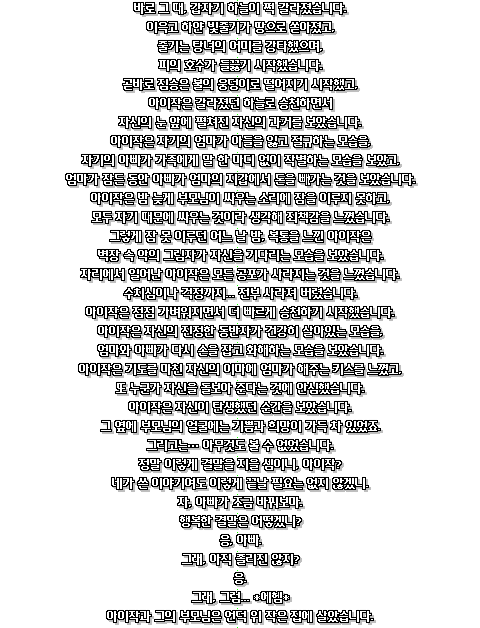 바로 그 때, 갑자기 하늘이 쩍 갈라졌습니다.
이윽고 하얀 빛줄기가 땅으로 쏟아졌고,
줄기는 당녀의 어미를 강타했으며,
피의 호수가 들끓기 시작했습니다.
곧바로 짐승은 불의 웅덩이로 떨어지기 시작했고,
아이작은 갈라졌던 하늘로 승천하면서
자신의 눈 앞에 펼쳐진 자신의 과거를 보았습니다.
아이작은 자기의 엄마가 아들을 잃고 절규하는 모습을,
자기의 아빠가 가족에게 말 한 마디 없이 작별하는 모습을 보았고,
엄마가 잠든 동안 아빠가 엄마의 지갑에서 돈을 빼가는 것을 보았습니다.
아이작은 밤 늦게 부모님이 싸우는 소리에 잠을 이루지 못하고,
모두 자기 때문에 싸우는 것이라 생각해 죄책감을 느꼈습니다.
그렇게 잠 못 이루던 어느 날 밤, 복통을 느낀 아이작은
벽장 속 악의 그림자가 자신을 기다리는 모습을 보았습니다.
자리에서 일어난 아이작은 모든 공포가 사라지는 것을 느꼈습니다.
수치심이나 걱정까지... 전부 사라져 버렸습니다.
아이작은 점점 가벼워지면서 더 빠르게 승천하기 시작했습니다.
아이작은 자신의 진정한 동반자가 건강히 살아있는 모습을,
엄마와 아빠가 다시 손을 잡고 화해하는 모습을 보았습니다.
아이작은 기도를 마친 자신의 이마에 엄마가 해주는 키스를 느꼈고,
또 누군가 자신을 돌보아 준다는 것에 안심했습니다.
아이작은 자신이 탄생했던 순간을 보았습니다.
그 옆에 부모님의 얼굴에는 기쁨과 희망이 가득 차 있었죠.
그리고는... 아무것도 볼 수 없었습니다.
정말 이렇게 결말을 지을 셈이니, 아이작?
네가 쓴 이야기여도 이렇게 끝날 필요는 없지 않겠니.
자, 아빠가 조금 바꿔보마.
행복한 결말은 어떻겠니?
응, 아빠.
그래, 아직 졸리진 않지?
응.
그래, 그럼... *에헴*
아이작과 그의 부모님은 언덕 위 작은 집에 살았습니다.